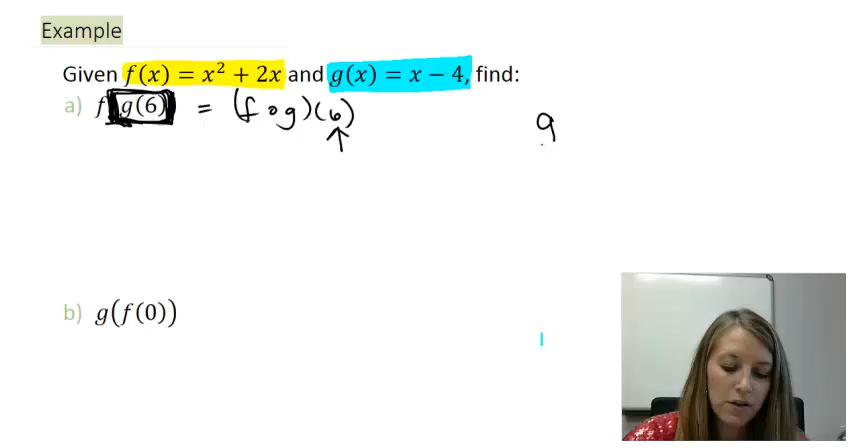 Example
Given f(x) = x² + 2x and g(x) = x − 4, find:
a) f(g(6)) = (f ∘ g)(6)
9
b) g(f(0))